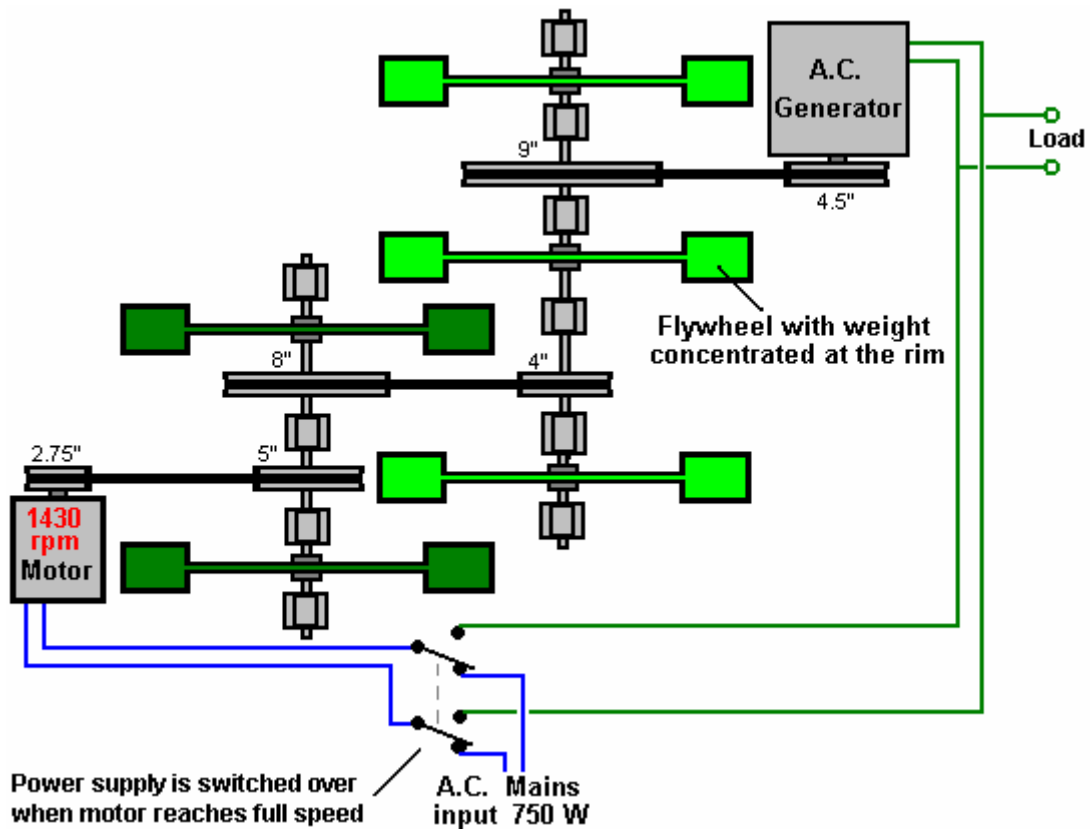 A.C.
Generator
Load
9"
4.5"
Flywheel with weight
concentrated at the rim
8"
4"
2.75"
5"
1430
rpm
Motor
Power supply is switched over
when motor reaches full speed
A.C. Mains
input 750 W